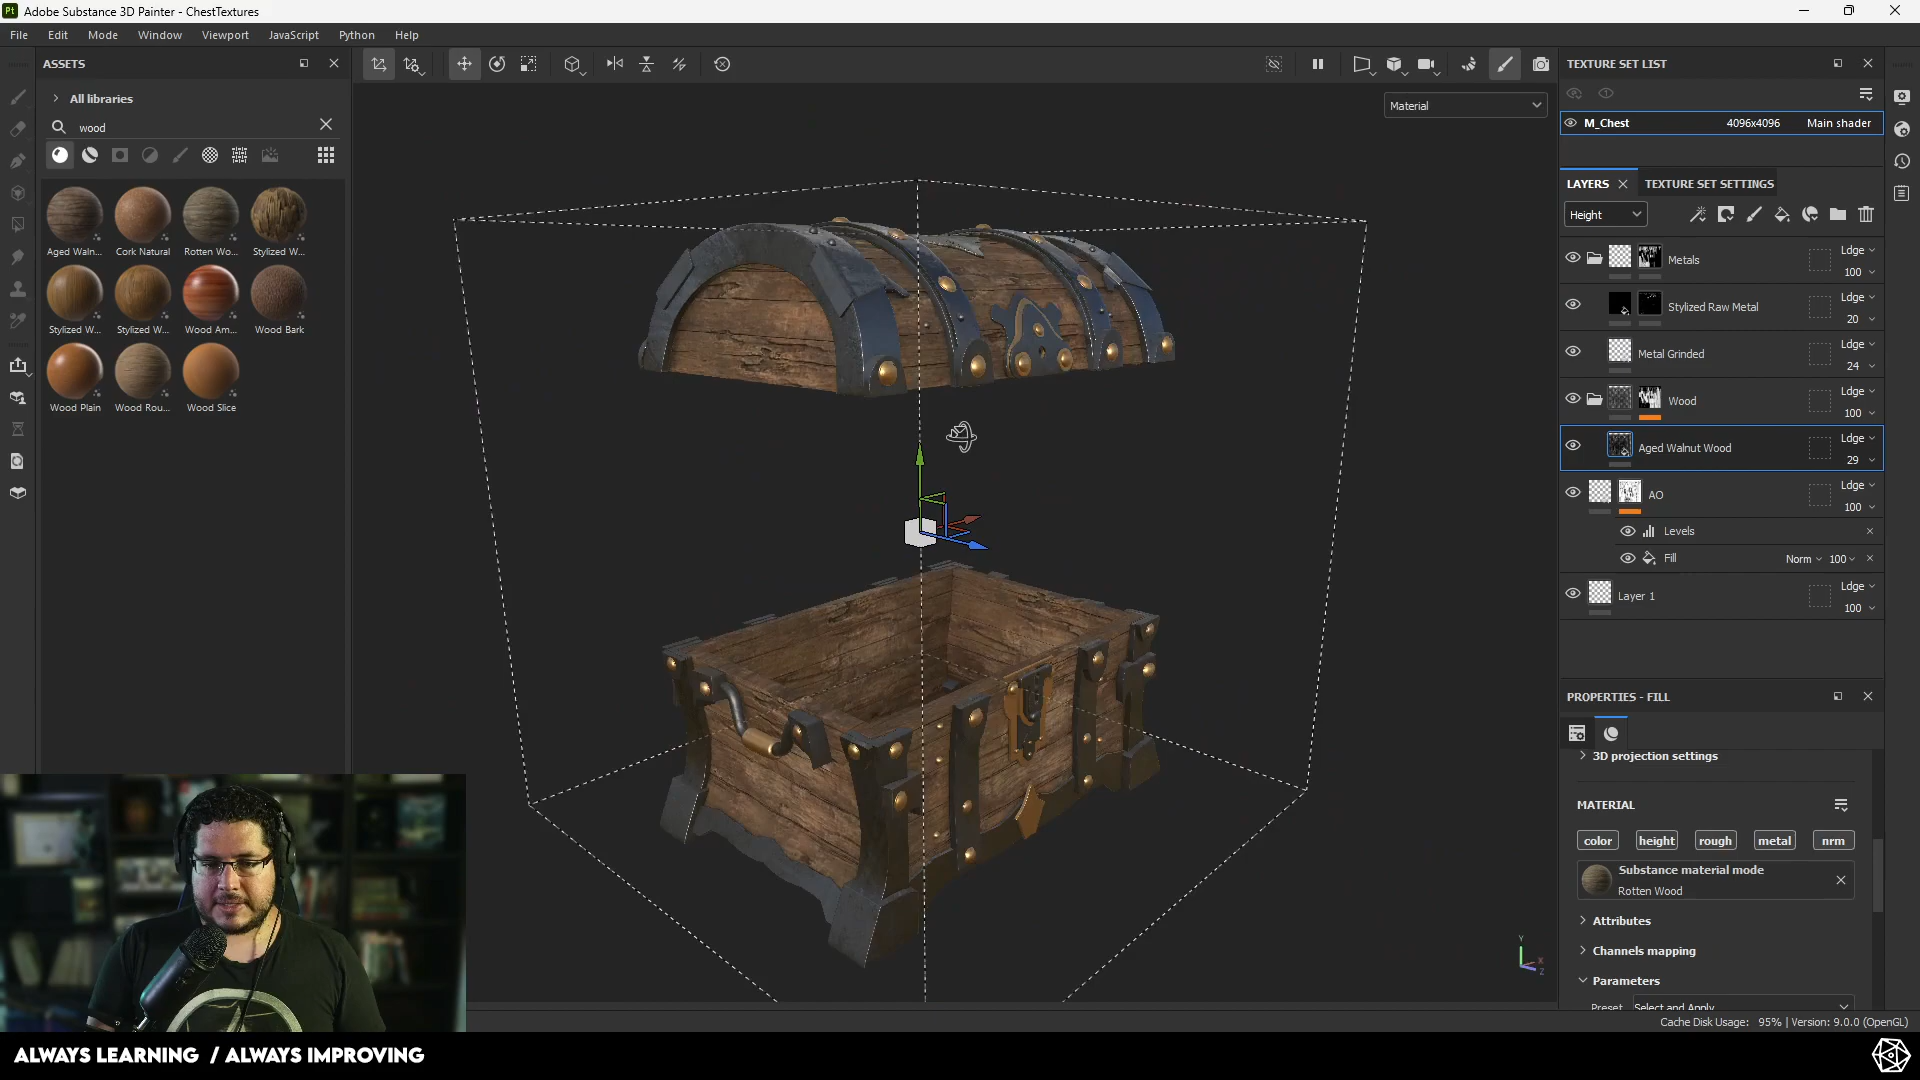 Pt Adobe Substance 3D Painter - ChestTextures
File Edit Mode Window Viewport JavaScript Python Help
ASSETS
All libraries
wood
Aged Waln... Cork Natural Rotten Wo... Stylized W...
Stylized W... Stylized W... Wood Am... Wood Bark
Wood Plain Wood Rou... Wood Slice
Material
Y
X
Z
TEXTURE SET LIST
M_Chest 4096x4096 Main shader
LAYERS TEXTURE SET SETTINGS
Height
Metals Ldge 100
Stylized Raw Metal Ldge 20
Metal Grinded Ldge 24
Wood Ldge 100
Aged Walnut Wood Ldge 29
AO Ldge 100
Levels
Fill Norm 100
Layer 1 Ldge 100
PROPERTIES - FILL
3D projection settings
MATERIAL
color height rough metal nrm
Substance material mode
Rotten Wood
Attributes
Channels mapping
Parameters
Preset Select and Apply
Cache Disk Usage: 95% | Version: 9.0.0 (OpenGL)
ALWAYS LEARNING / ALWAYS IMPROVING